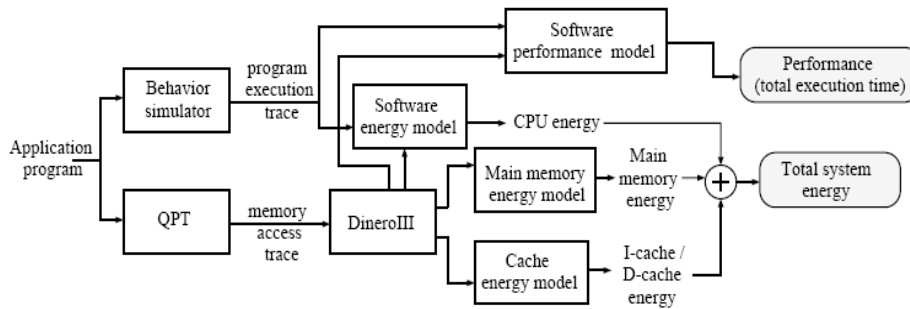 Software
performance model
Performance
(total execution time)
Behavior
simulator
program
execution
trace
Software
energy model
CPU energy
Application
program
Main memory
energy model
Main
memory
energy
+
Total system
energy
QPT
memory
access
trace
DineroIII
Cache
energy model
I-cache /
D-cache
energy